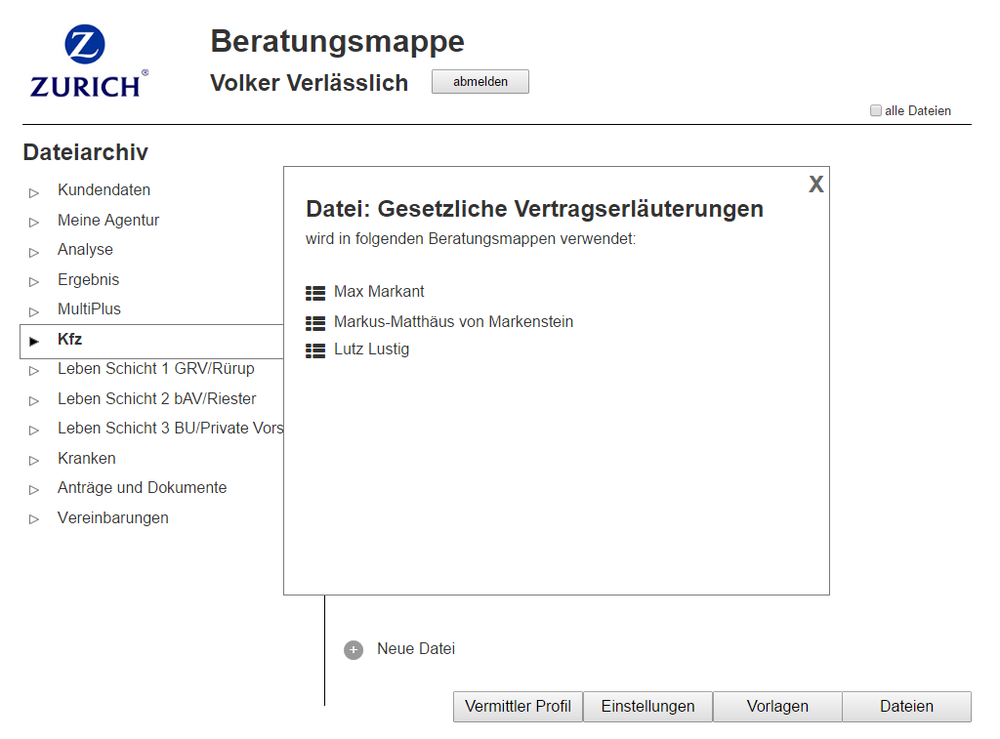 ZURICH®
Beratungsmappe
Volker Verlässlich
abmelden
alle Dateien
Dateiarchiv
Kundendaten
Meine Agentur
Analyse
Ergebnis
MultiPlus
Kfz
Leben Schicht 1 GRV/Rürup
Leben Schicht 2 bAV/Riester
Leben Schicht 3 BU/Private Vors
Kranken
Anträge und Dokumente
Vereinbarungen
X
Datei: Gesetzliche Vertragserläuterungen
wird in folgenden Beratungsmappen verwendet:
Max Markant
Markus-Matthäus von Markenstein
Lutz Lustig
Neue Datei
Vermittler Profil
Einstellungen
Vorlagen
Dateien